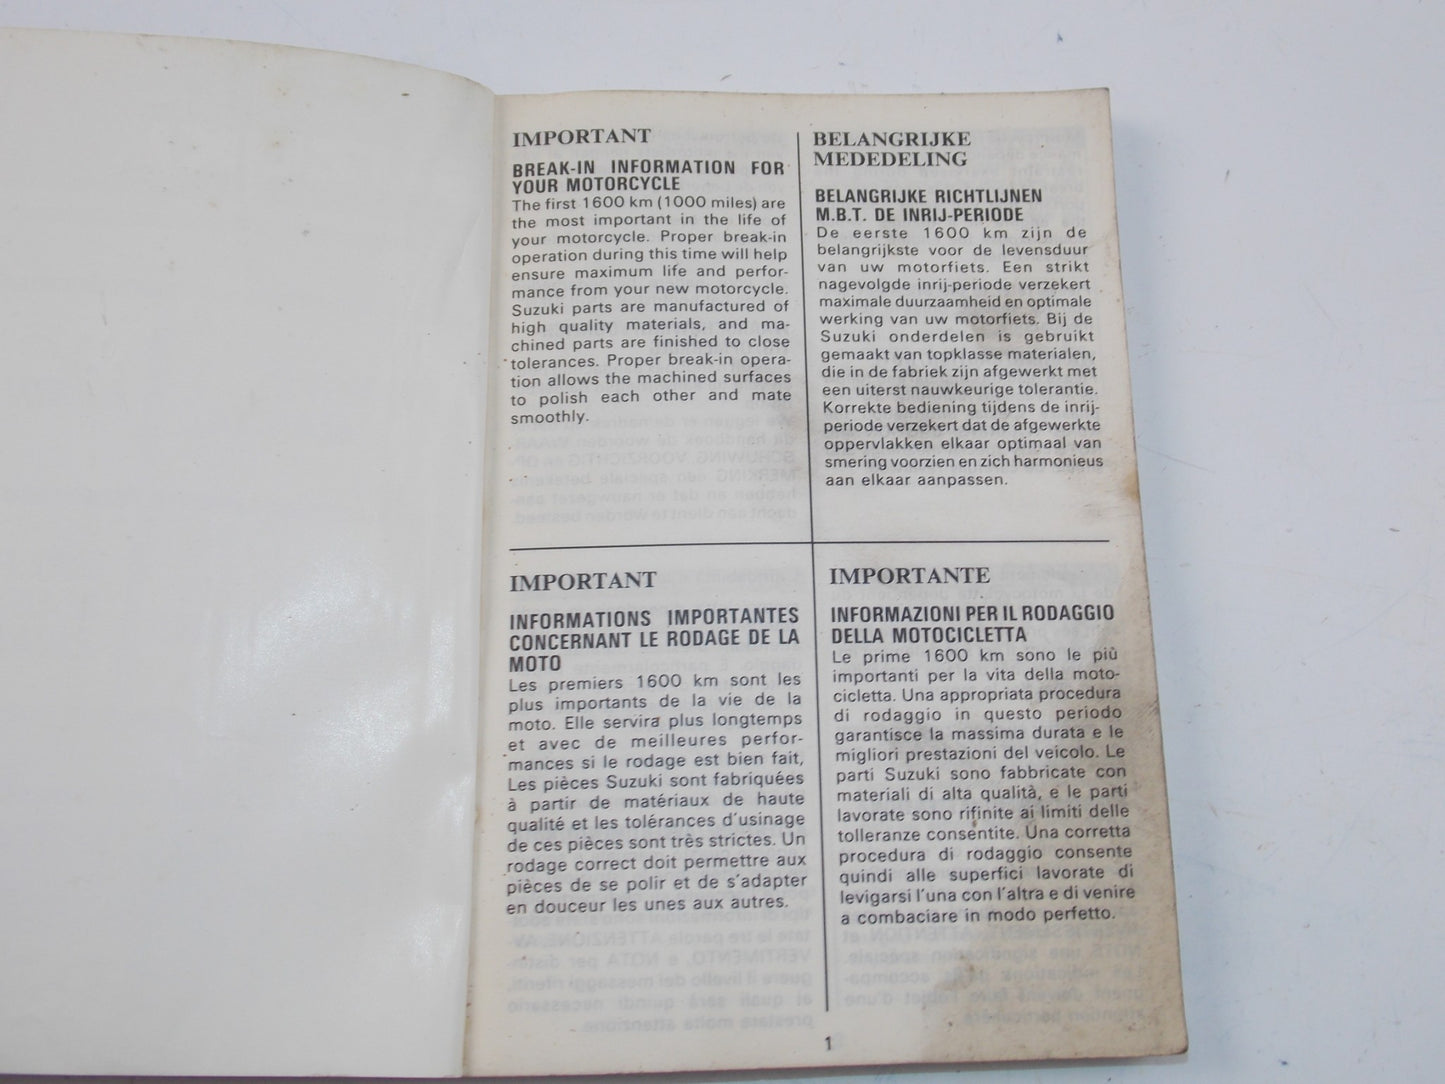 IMPORTANT
BREAK-IN INFORMATION FOR
YOUR MOTORCYCLE
The first 1600 km (1000 miles) are
the most important in the life of
your motorcycle. Proper break-in
operation during this time will help
ensure maximum life and perfor-
mance from your new motorcycle.
Suzuki parts are manufactured of
high quality materials, and ma-
chined parts are finished to close
tolerances. Proper break-in opera-
tion allows the machined surfaces
to polish each other and mate
smoothly.
BELANGRIJKE
MEDEDELING
BELANGRIJKE RICHTLIJNEN
M.B.T. DE INRIJ-PERIODE
De eerste 1600 km zijn de
belangrijkste voor de levensduur
van uw motorfiets. Een strikt
nagevolgde inrij-periode verzekert
maximale duurzaamheid en optimale
werking van uw motorfiets. Bij de
Suzuki onderdelen is gebruikt
gemaakt van topklasse materialen,
die in de fabriek zijn afgewerkt met
een uiterst nauwkeurige tolerantie.
Korrekte bediening tijdens de inrij-
periode verzekert dat de afgewerkte
oppervlakken elkaar optimaal van
smering voorzien en zich harmonieus
aan elkaar aanpassen.
IMPORTANT
INFORMATIONS IMPORTANTES
CONCERNANT LE RODAGE DE LA
MOTO
Les premiers 1600 km sont les
plus importants de la vie de la
moto. Elle servira plus longtemps
et avec de meilleures perfor-
mances si le rodage est bien fait,
Les pièces Suzuki sont fabriquées
à partir de matériaux de haute
qualité et les tolérances d'usinage
de ces pièces sont très strictes. Un
rodage correct doit permettre aux
pièces de se polir et de s'adapter
en douceur les unes aux autres.
IMPORTANTE
INFORMAZIONI PER IL RODAGGIO
DELLA MOTOCICLETTA
Le prime 1600 km sono le più
importanti per la vita della moto-
cicletta. Una appropriata procedura
di rodaggio in questo periodo
garantisce la massima durata e le
migliori prestazioni del veicolo. Le
parti Suzuki sono fabbricate con
materiali di alta qualità, e le parti
lavorate sono rifinite ai limiti delle
tolleranze consentite. Una corretta
procedura di rodaggio consente
quindi alle superfici lavorate di
levigarsi l'una con l'altra e di venire
a combaciare in modo perfetto.
1